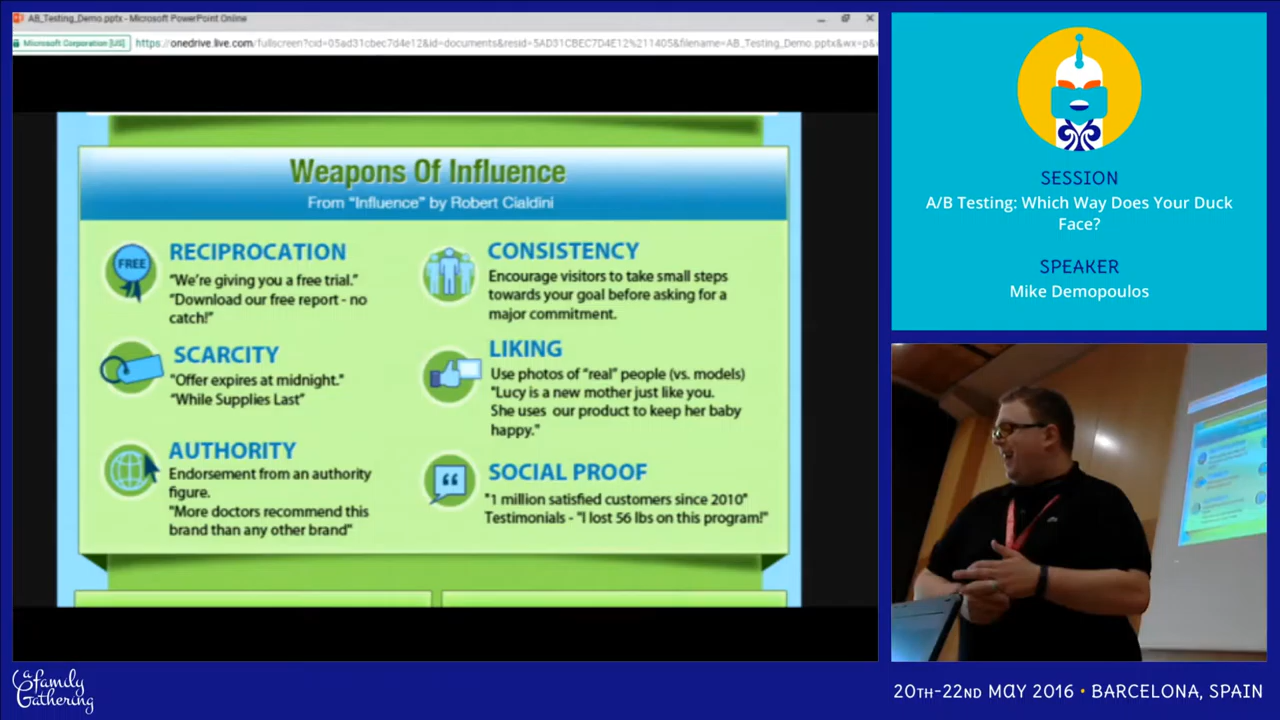 AB_Testing_Demo.pptx - Microsoft PowerPoint Online
Microsoft Corporation [US]
https://onedrive.live.com/fullscreen?cid=05ad31cbec7d4e12&id=documents&resid=5AD31CBEC7D4E12%211405&filename=AB_Testing_Demo.pptx&wx=p&
Weapons Of Influence
From "Influence" by Robert Cialdini
FREE
RECIPROCATION
"We're giving you a free trial."
"Download our free report - no
catch!"
SCARCITY
"Offer expires at midnight."
"While Supplies Last"
AUTHORITY
Endorsement from an authority
figure.
"More doctors recommend this
brand than any other brand"
CONSISTENCY
Encourage visitors to take small steps
towards your goal before asking for a
major commitment.
LIKING
Use photos of "real" people (vs. models)
"Lucy is a new mother just like you.
She uses our product to keep her baby
happy."
SOCIAL PROOF
"1 million satisfied customers since 2010"
Testimonials - "I lost 56 lbs on this program!"
SESSION
A/B Testing: Which Way Does Your Duck
Face?
SPEAKER
Mike Demopoulos
a family
Gathering
20TH-22ND MAY 2016 • BARCELONA, SPAIN